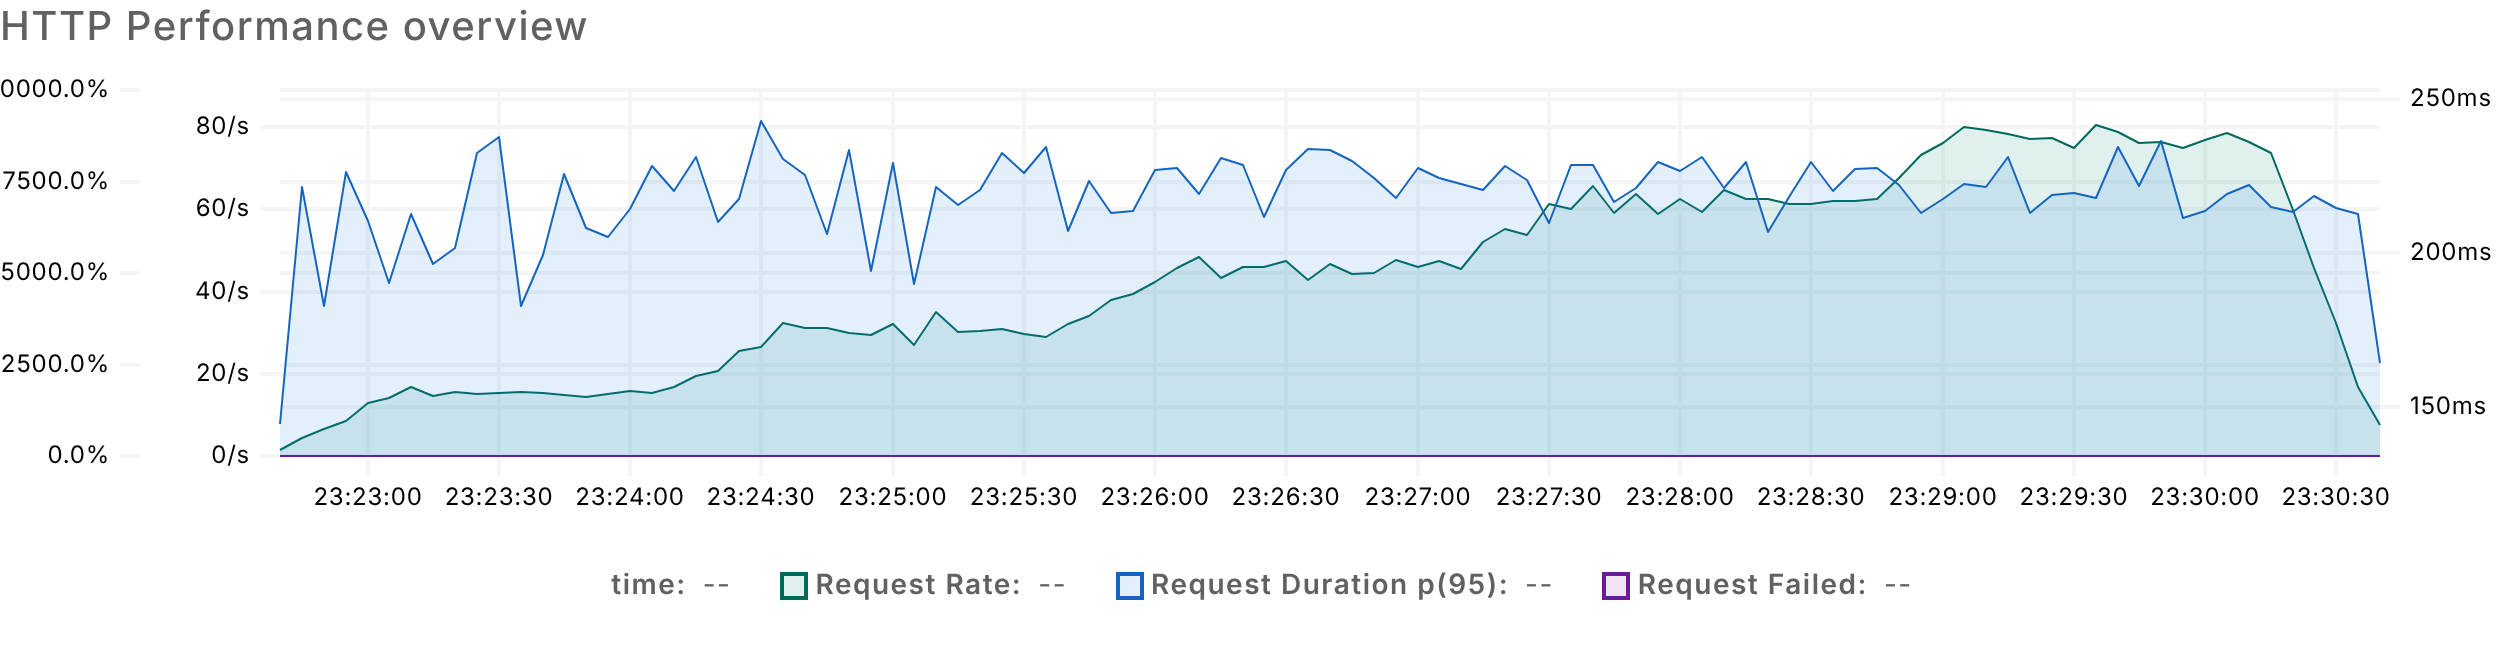 HTTP Performance overview
0000.0%
80/s
250ms
7500.0%
60/s
5000.0%
200ms
40/s
2500.0%
20/s
150ms
0.0%
0/s
23:23:00 23:23:30 23:24:00 23:24:30 23:25:00 23:25:30 23:26:00 23:26:30 23:27:00 23:27:30 23:28:00 23:28:30 23:29:00 23:29:30 23:30:00 23:30:30
time: -- Request Rate: -- Request Duration p(95): -- Request Failed: --